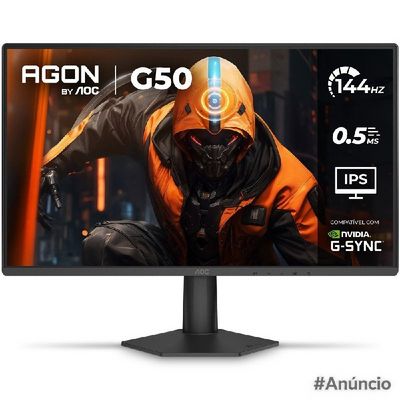 AGON
BY AOC
G50
144HZ
0.5MS
IPS
COMPATÍVEL COM
NVIDIA
G-SYNC
AOC
#Anúncio